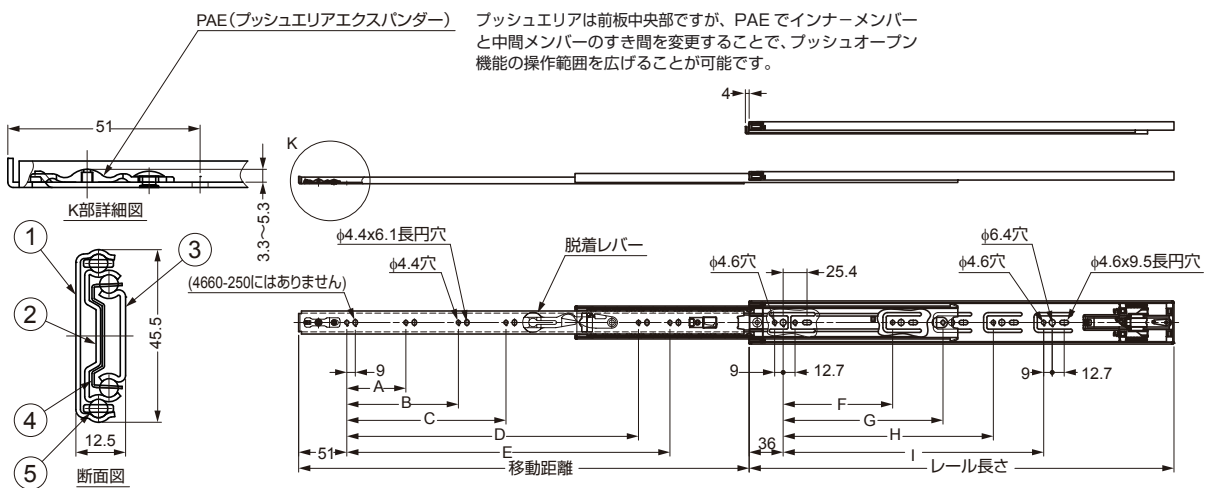 PAE(プッシュエリアエクスパンダー)
プッシュエリアは前板中央部ですが、PAEでインナーメンバー
と中間メンバーのすき間を変更することで、プッシュオープン
機能の操作範囲を広げることが可能です。
4
51
K
3.3〜5.3
K部詳細図
① ③
φ4.4x6.1長円穴
脱着レバー
φ6.4穴
φ4.4穴
φ4.6穴
25.4
φ4.6穴
φ4.6x9.5長円穴
(4660-250にはありません)
②
45.5
9
9
12.7
9
12.7
A
B
F
C
G
④
D
H
12.5
51
E
36
I
⑤
断面図
移動距離
レール長さ